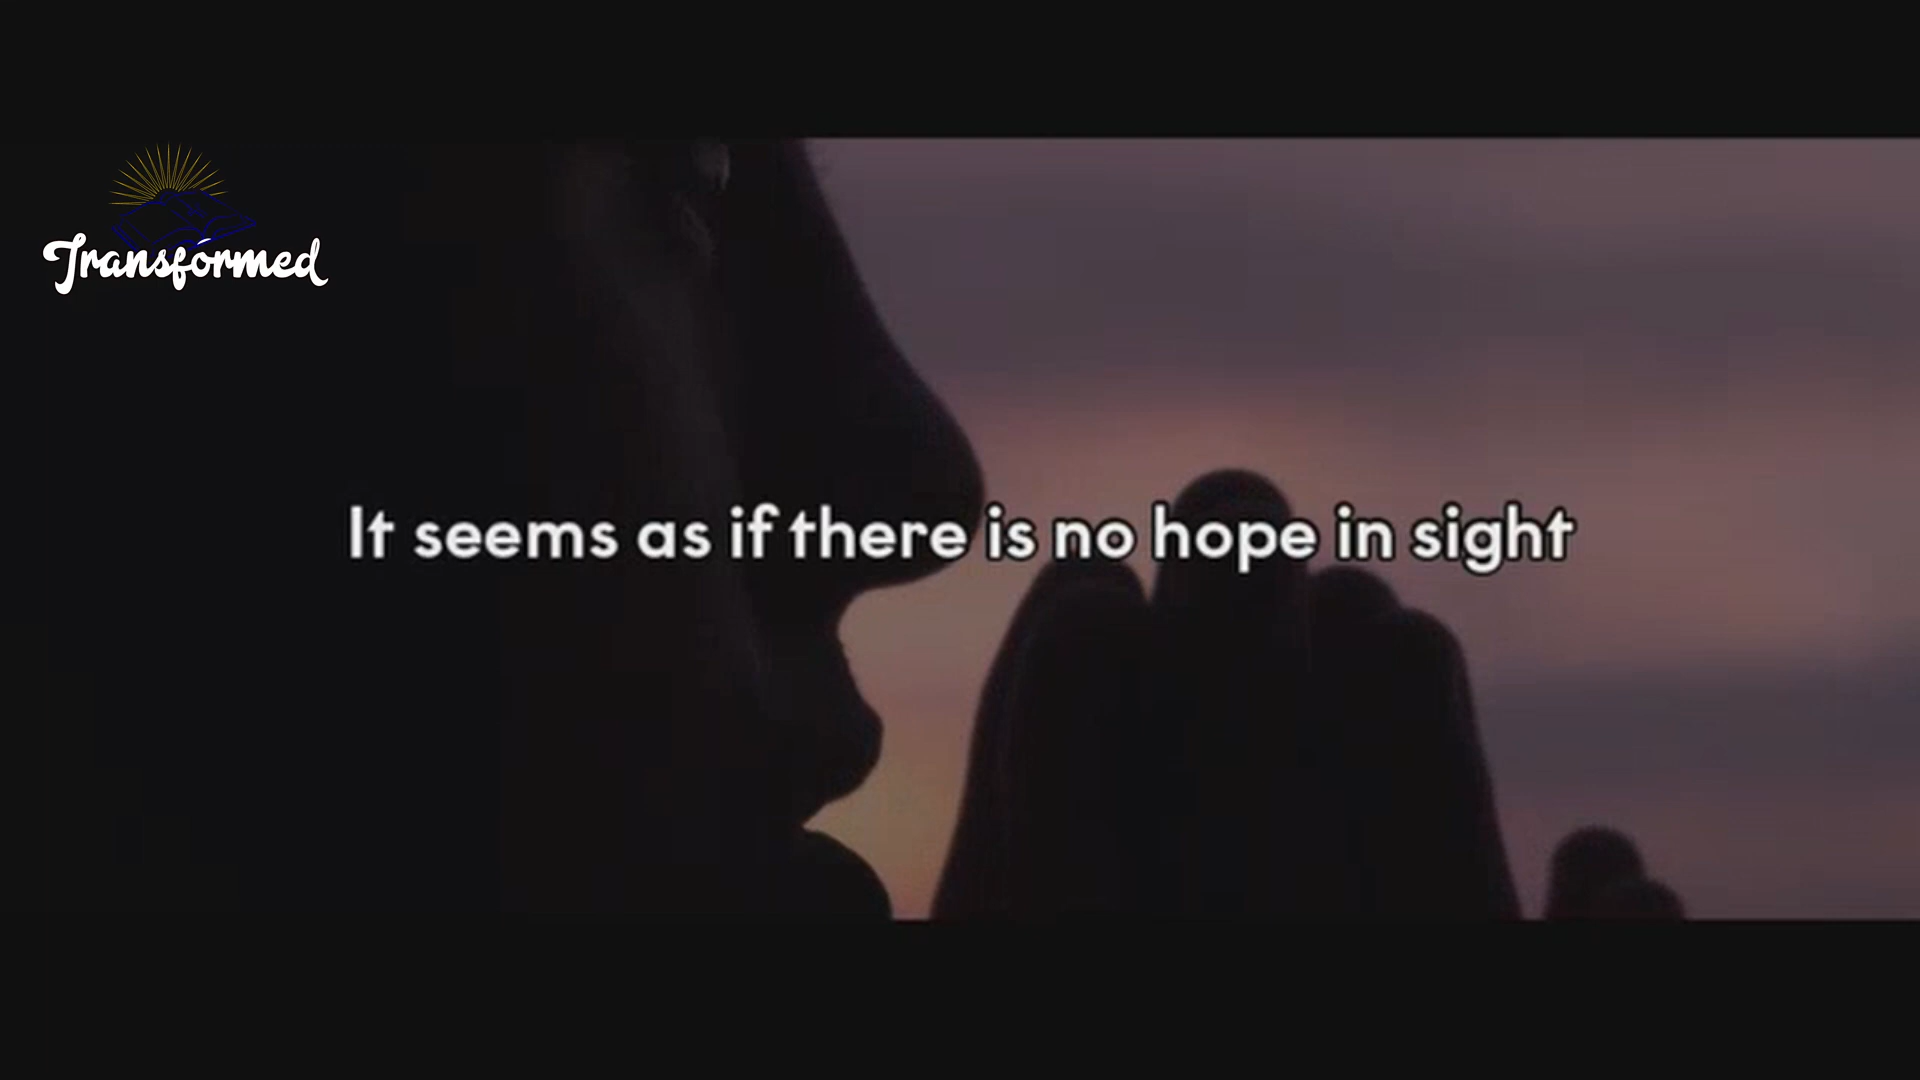 Transformed
It seems as if there is no hope in sight